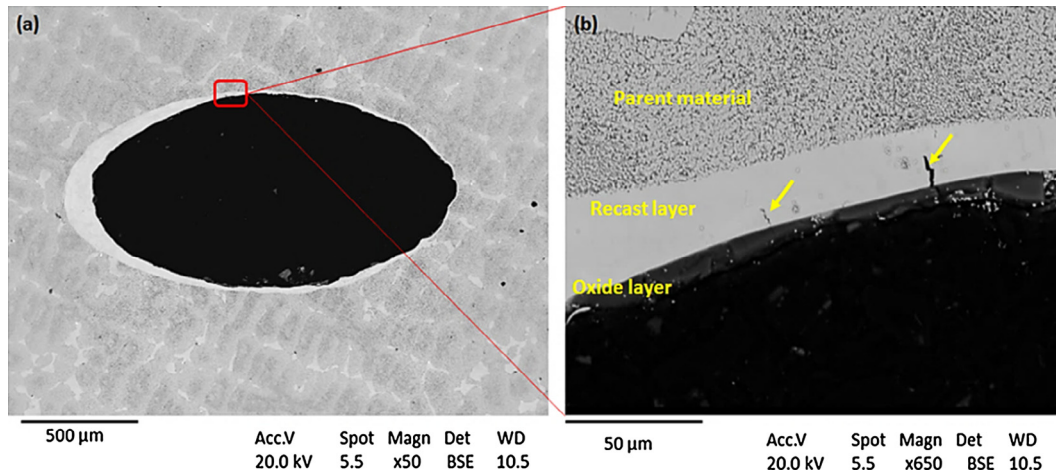 (a)
500 µm
Acc.V Spot Magn Det WD
20.0 kV 5.5 x50 BSE 10.5
(b)
Parent material
Recast layer
Oxide layer
50 µm
Acc.V Spot Magn Det WD
20.0 kV 5.5 x650 BSE 10.5